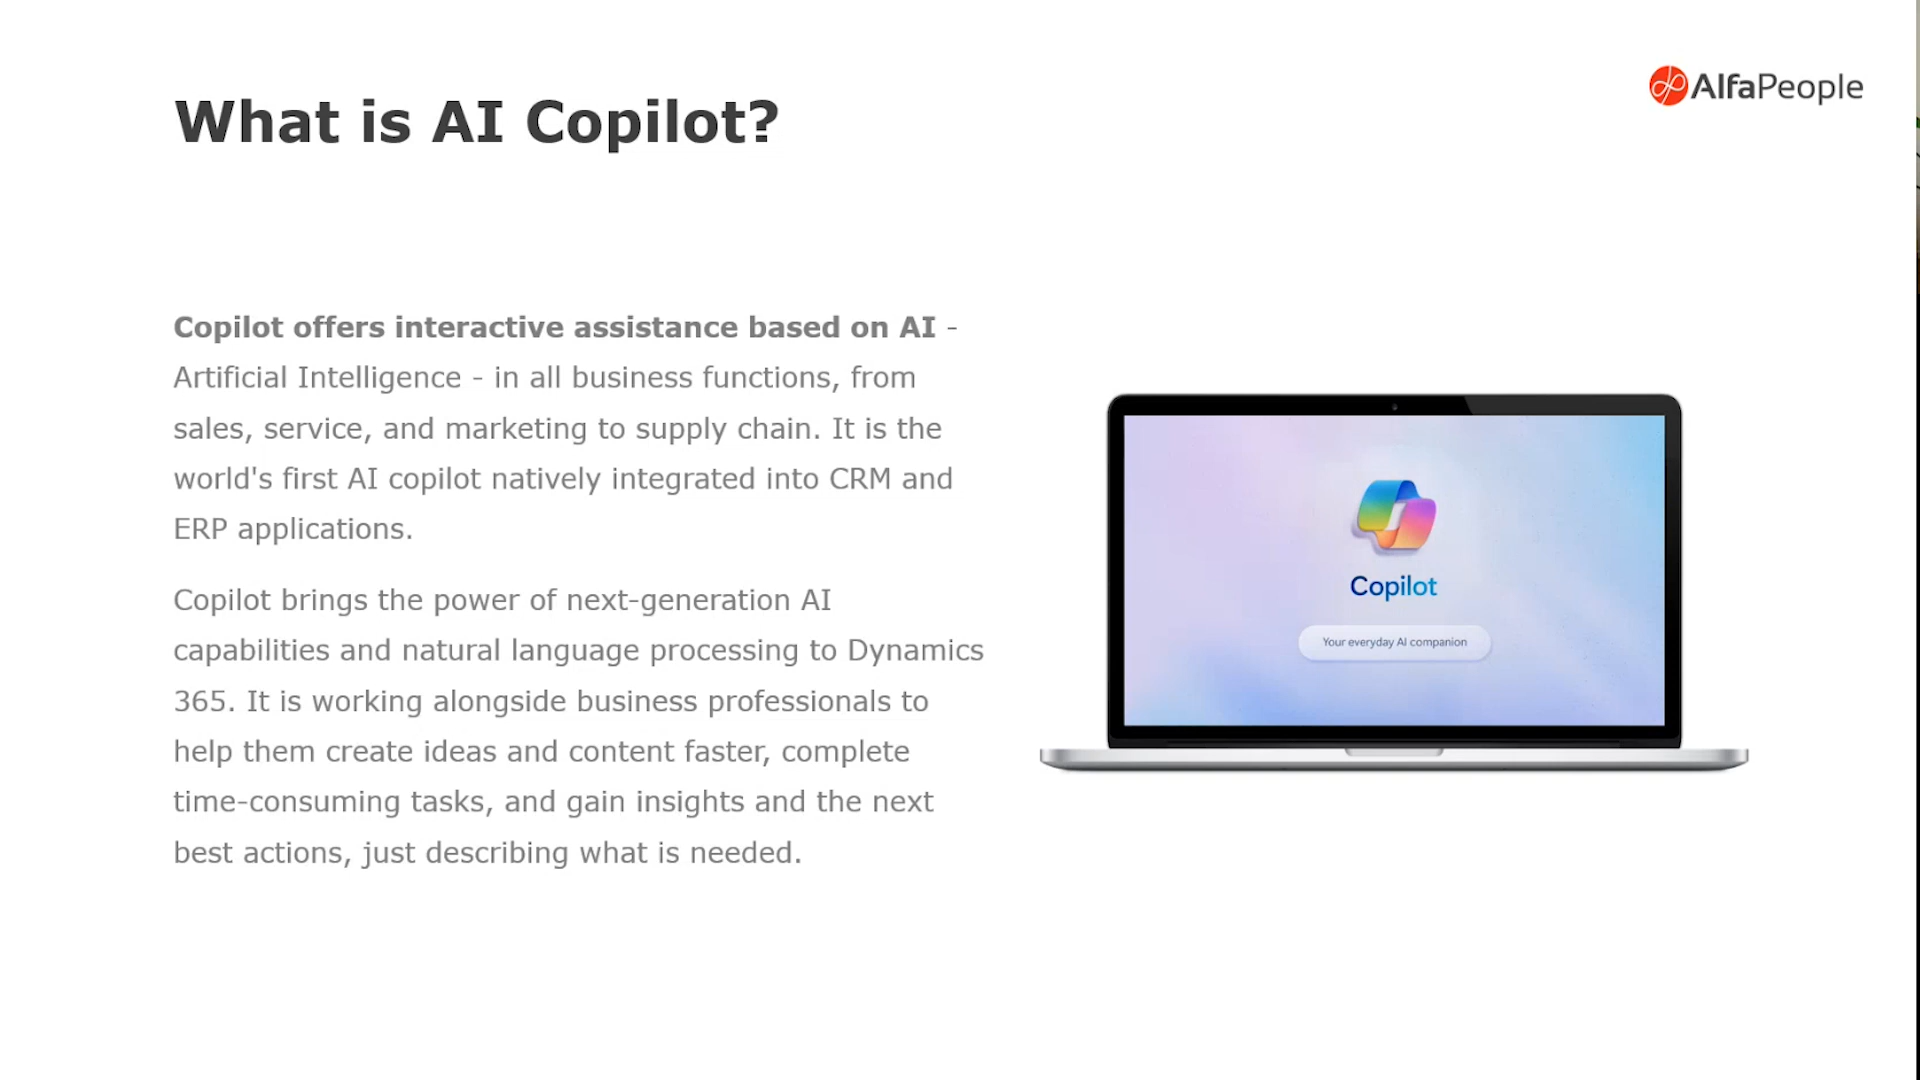 What is AI Copilot?
AlfaPeople
Copilot offers interactive assistance based on AI -
Artificial Intelligence - in all business functions, from
sales, service, and marketing to supply chain. It is the
world's first AI copilot natively integrated into CRM and
ERP applications.
Copilot brings the power of next-generation AI
capabilities and natural language processing to Dynamics
365. It is working alongside business professionals to
help them create ideas and content faster, complete
time-consuming tasks, and gain insights and the next
best actions, just describing what is needed.
Copilot
Your everyday AI companion